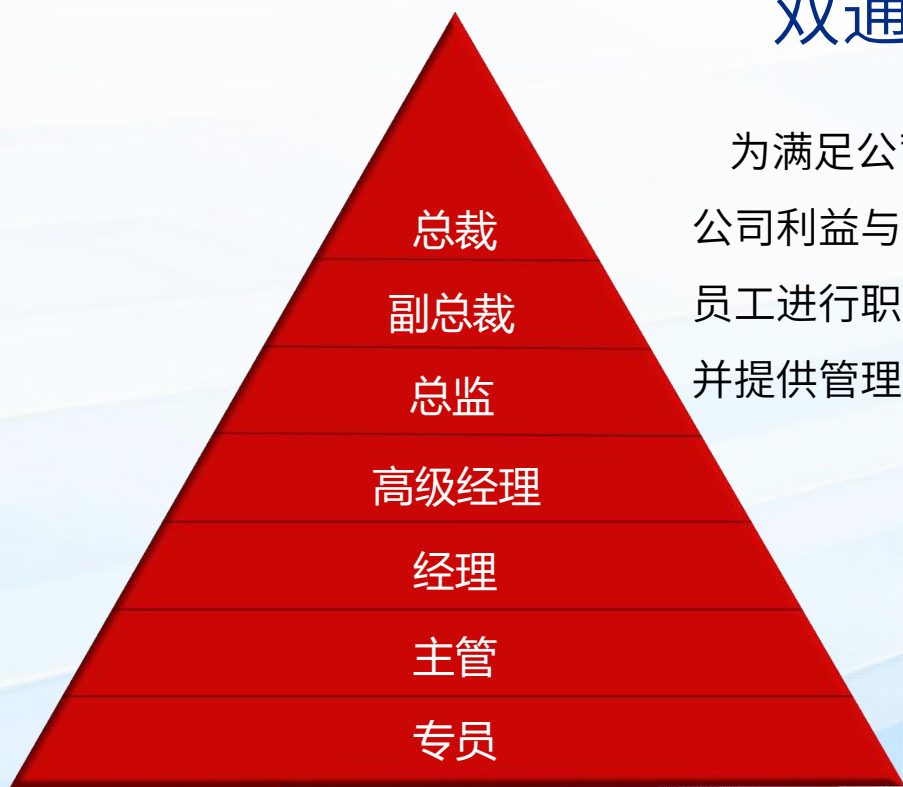 双通
为满足公
公司利益与
员工进行职
并提供管理
总裁
副总裁
总监
高级经理
经理
主管
专员